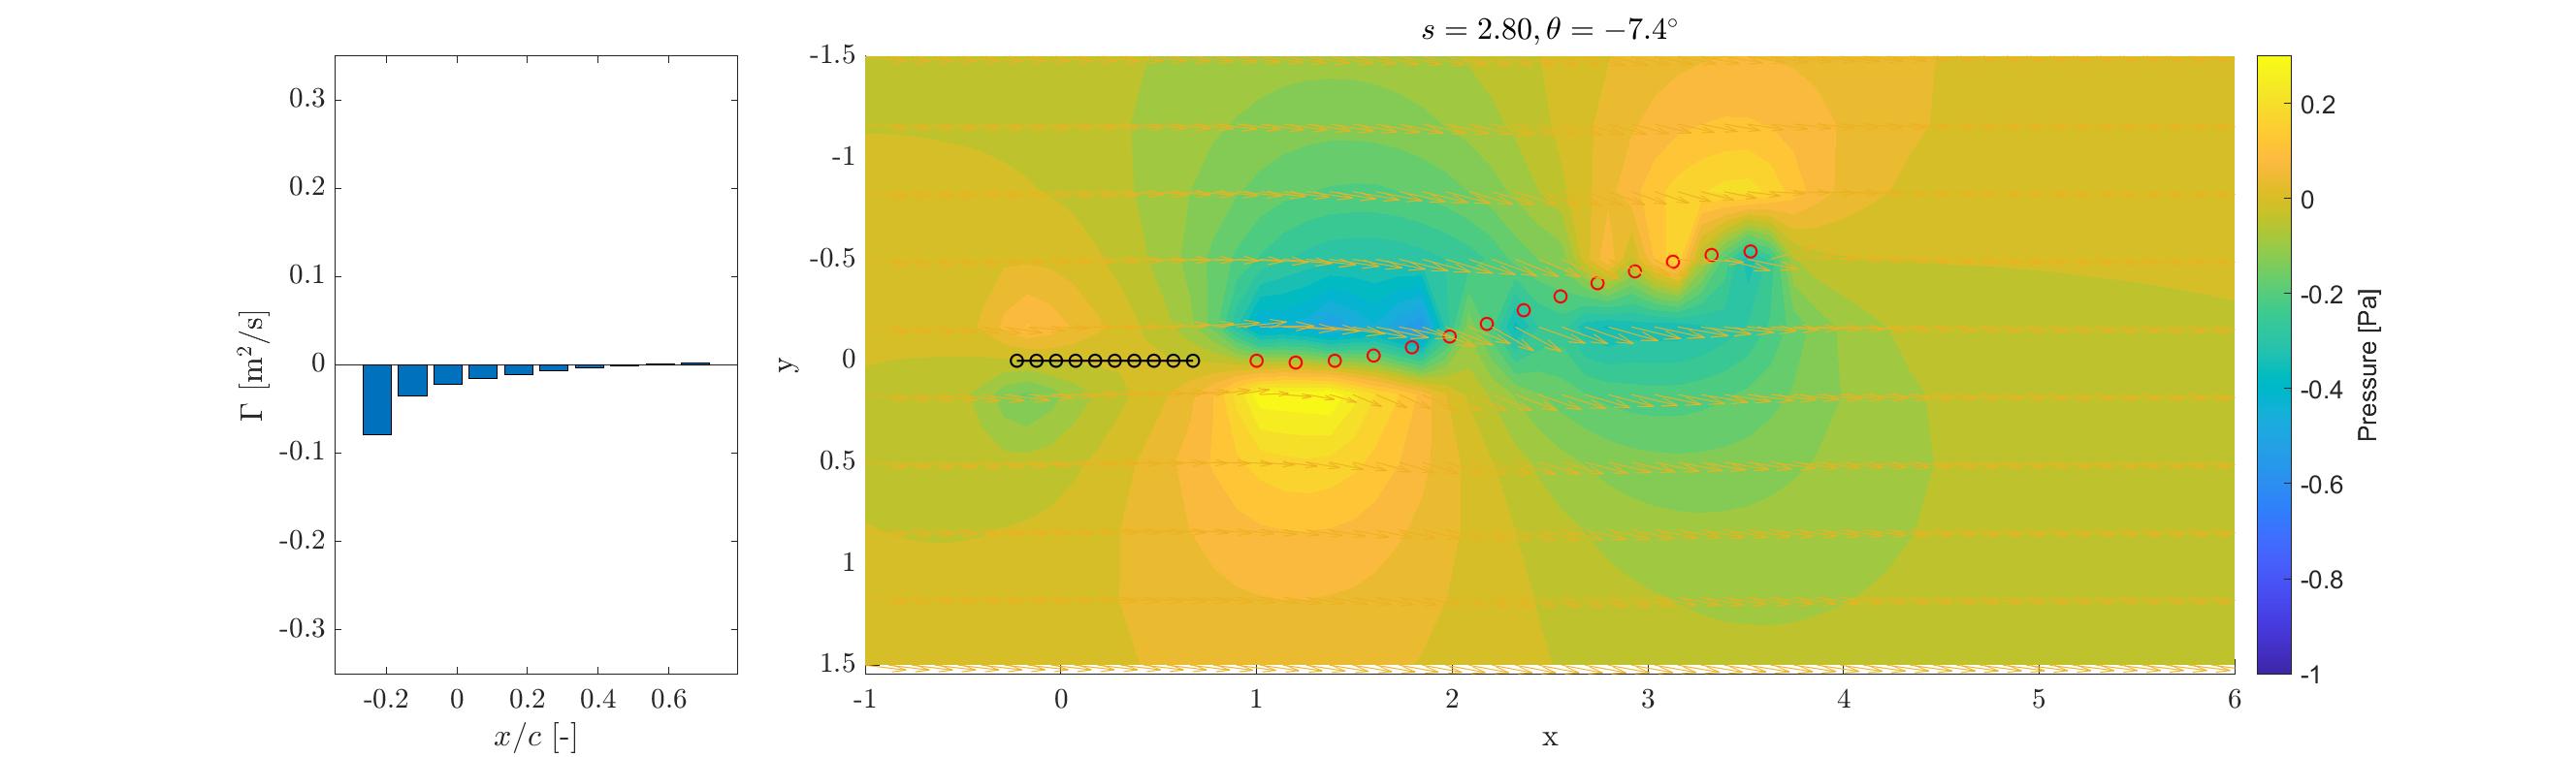 s = 2.80, θ = −7.4°
0.3
0.2
0.1
0
-0.1
-0.2
-0.3
Γ [m²/s]
-0.2 0 0.2 0.4 0.6
x/c [-]
-1.5
-1
-0.5
0
0.5
1
1.5
y
-1 0 1 2 3 4 5 6
x
0.2
0
-0.2
-0.4
-0.6
-0.8
-1
Pressure [Pa]